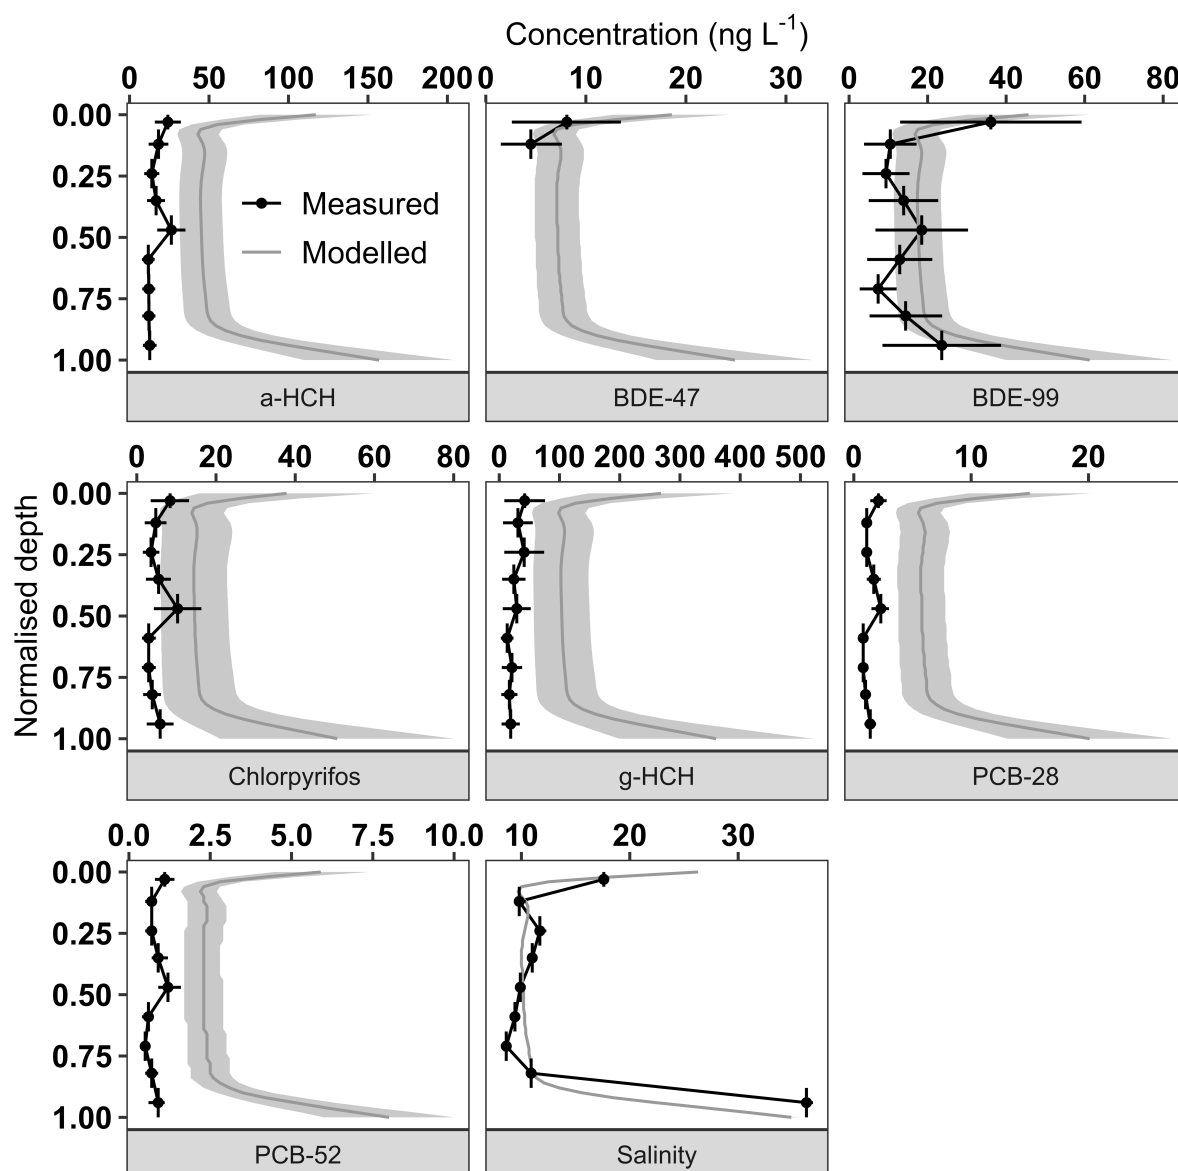 Concentration (ng L⁻¹)
0 50 100 150 200 0 10 20 30 0 20 40 60 80
0.00
0.25
0.50
0.75
1.00
Measured
Modelled
a-HCH BDE-47 BDE-99
Normalised depth
0 20 40 60 80 0 100 200 300 400 500 0 10 20
0.00
0.25
0.50
0.75
1.00
Chlorpyrifos g-HCH PCB-28
0.0 2.5 5.0 7.5 10.0 10 20 30
0.00
0.25
0.50
0.75
1.00
PCB-52 Salinity